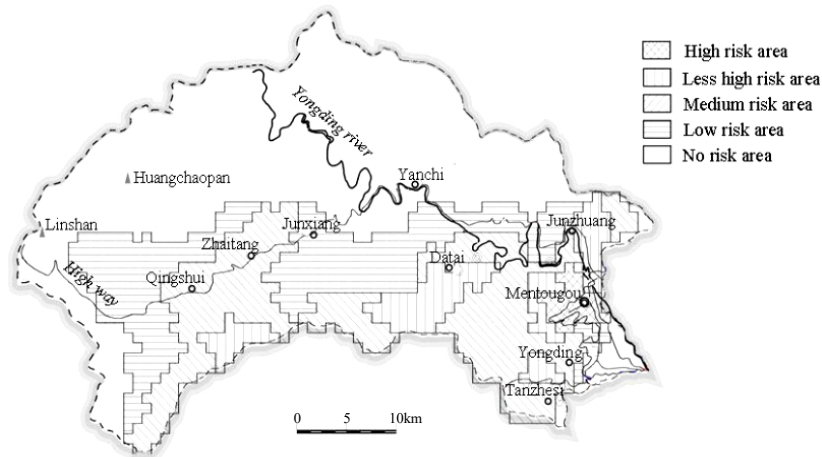 High risk area
Less high risk area
Medium risk area
Low risk area
No risk area
Yongding river
Yanchi
Huangchaopan
Linshan
Junxiang
Junzhuang
Zhaitang
Datai
High way
Qingshui
Mentougou
Yongding
Tanzhesi
0 5 10km